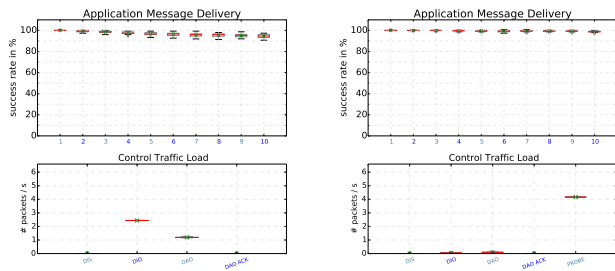 Application Message Delivery
success rate in %
100
80
60
40
20
0
1 2 3 4 5 6 7 8 9 10
Control Traffic Load
# packets / s
6
5
4
3
2
1
0
DIS DIO DAO DAO ACK
Application Message Delivery
success rate in %
100
80
60
40
20
0
1 2 3 4 5 6 7 8 9 10
Control Traffic Load
# packets / s
6
5
4
3
2
1
0
DIS DIO DAO DAO ACK PROBE